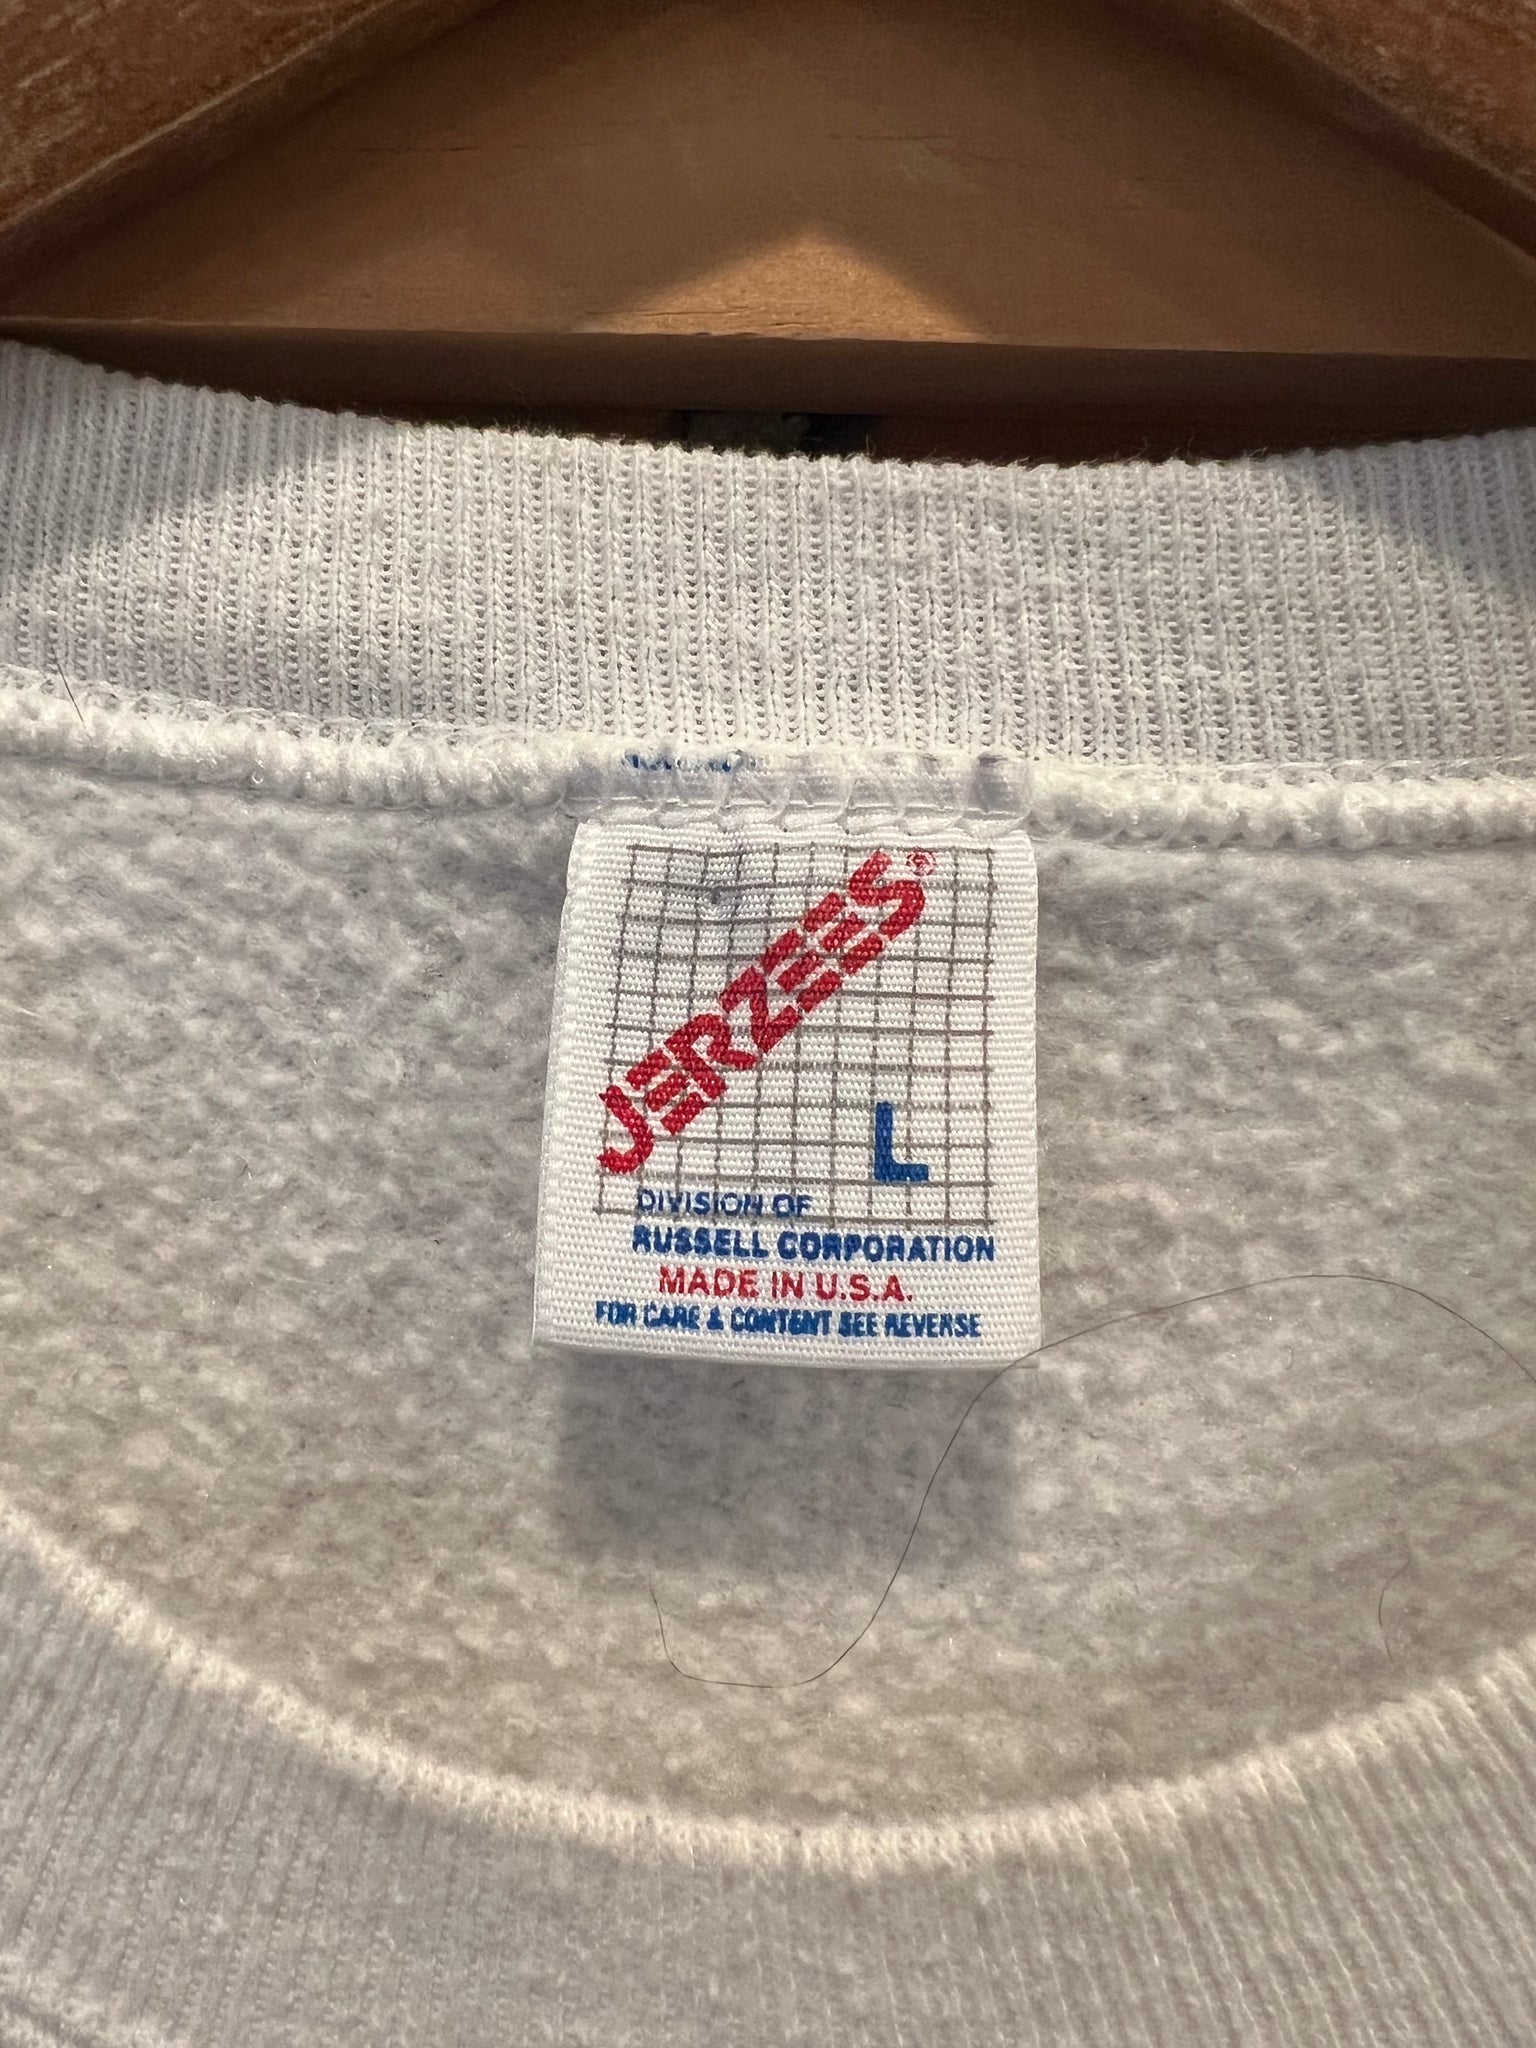 JERZEES®
L
DIVISION OF
RUSSELL CORPORATION
MADE IN U.S.A.
FOR CARE & CONTENT SEE REVERSE